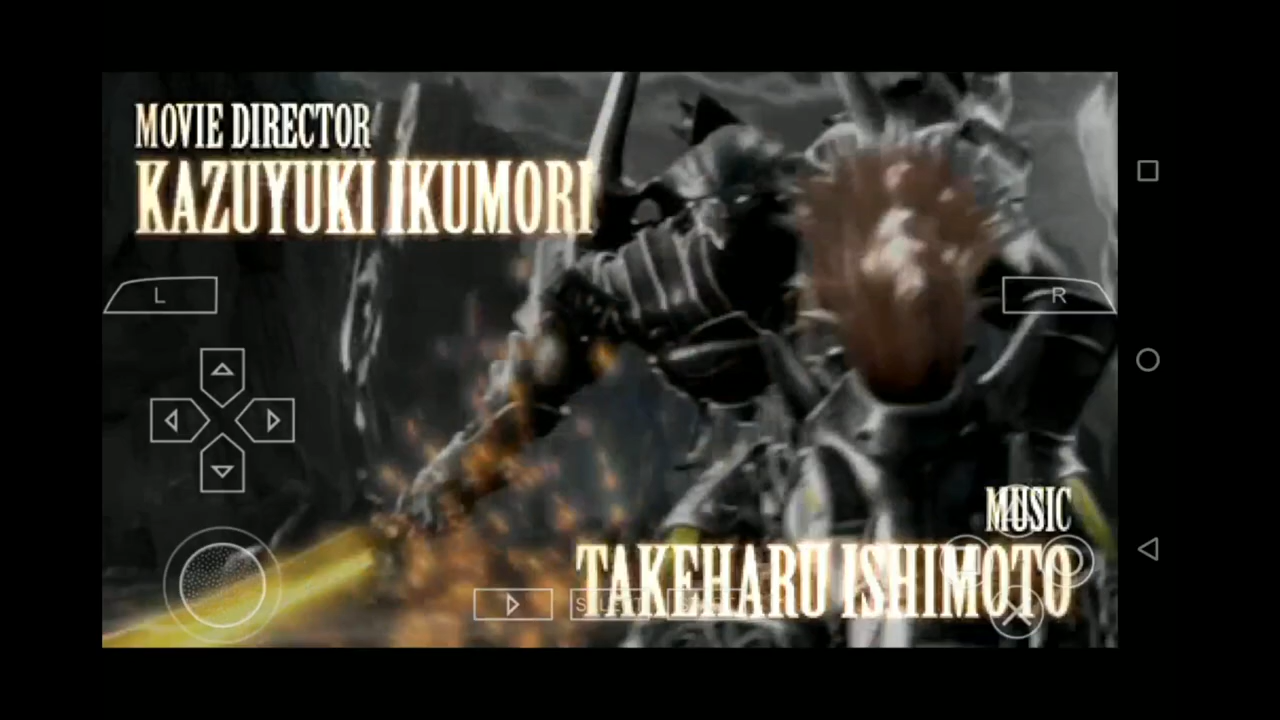 MOVIE DIRECTOR
KAZUYUKI IKUMORI
L
R
MUSIC
TAKEHARU ISHIMOTO